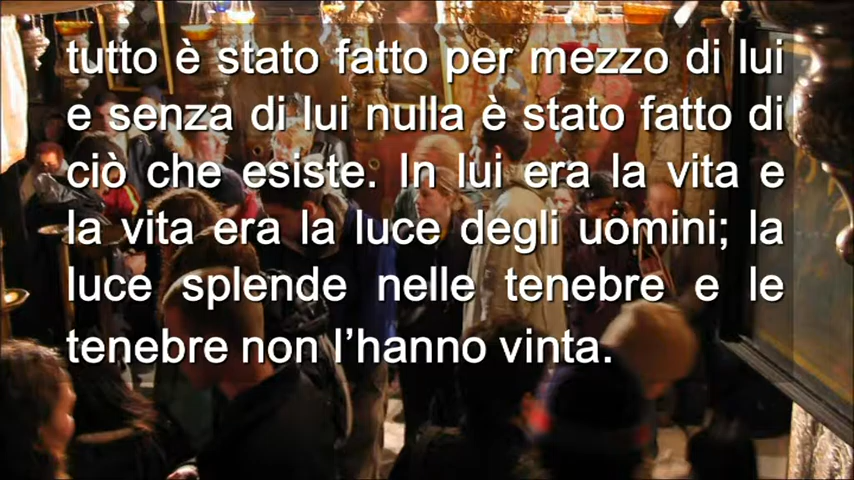 tutto è stato fatto per mezzo di lui
e senza di lui nulla è stato fatto di
ciò che esiste. In lui era la vita e
la vita era la luce degli uomini; la
luce splende nelle tenebre e le
tenebre non l’hanno vinta.